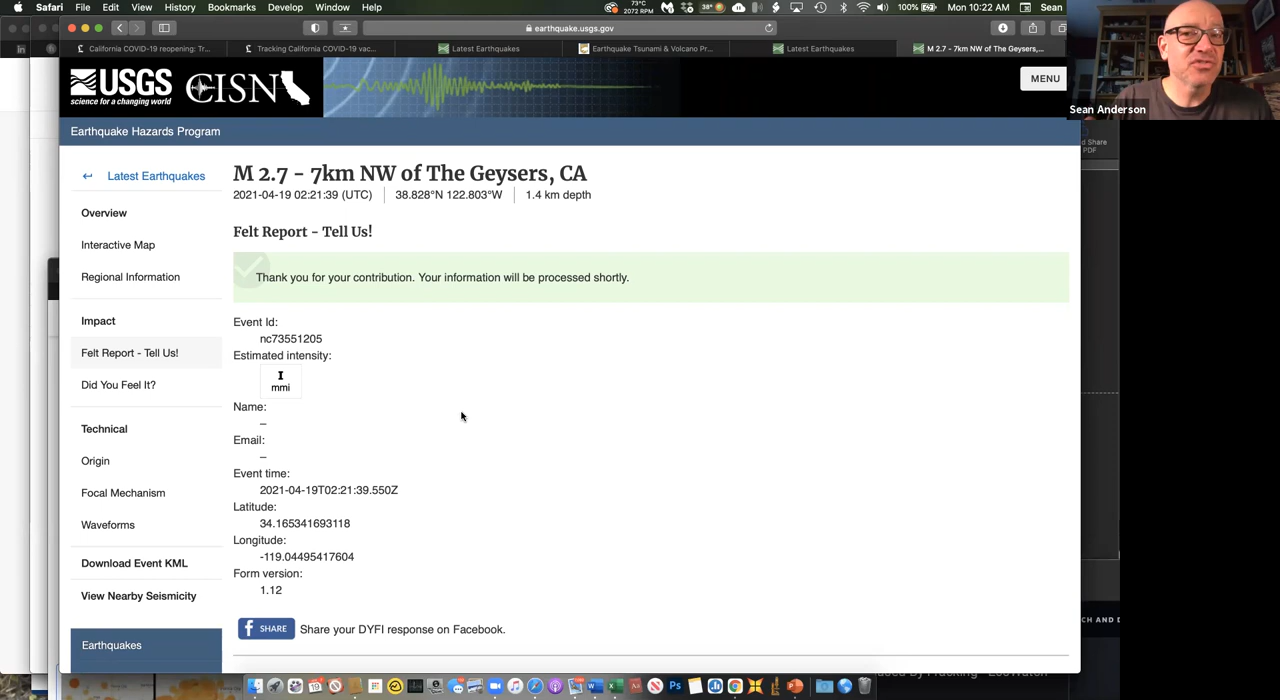 Safari File Edit View History Bookmarks Develop Window Help 73°C 2072 RPM 38° 100% Mon 10:22 AM Sean
earthquake.usgs.gov
California COVID-19 reopening: Tr... Tracking California COVID-19 vac... Latest Earthquakes Earthquake Tsunami & Volcano Pr... Latest Earthquakes M 2.7 - 7km NW of The Geysers,...
USGS CISN MENU
science for a changing world
Sean Anderson
Earthquake Hazards Program
d Share
PDF
Latest Earthquakes
Overview
Interactive Map
Regional Information
Impact
Felt Report - Tell Us!
Did You Feel It?
Technical
Origin
Focal Mechanism
Waveforms
Download Event KML
View Nearby Seismicity
Earthquakes
M 2.7 - 7km NW of The Geysers, CA
2021-04-19 02:21:39 (UTC) 38.828°N 122.803°W 1.4 km depth
Felt Report - Tell Us!
Thank you for your contribution. Your information will be processed shortly.
Event Id:
nc73551205
Estimated intensity:
I
mmi
Name:
–
Email:
–
Event time:
2021-04-19T02:21:39.550Z
Latitude:
34.165341693118
Longitude:
-119.04495417604
Form version:
1.12
f SHARE Share your DYFI response on Facebook.
CH AND D